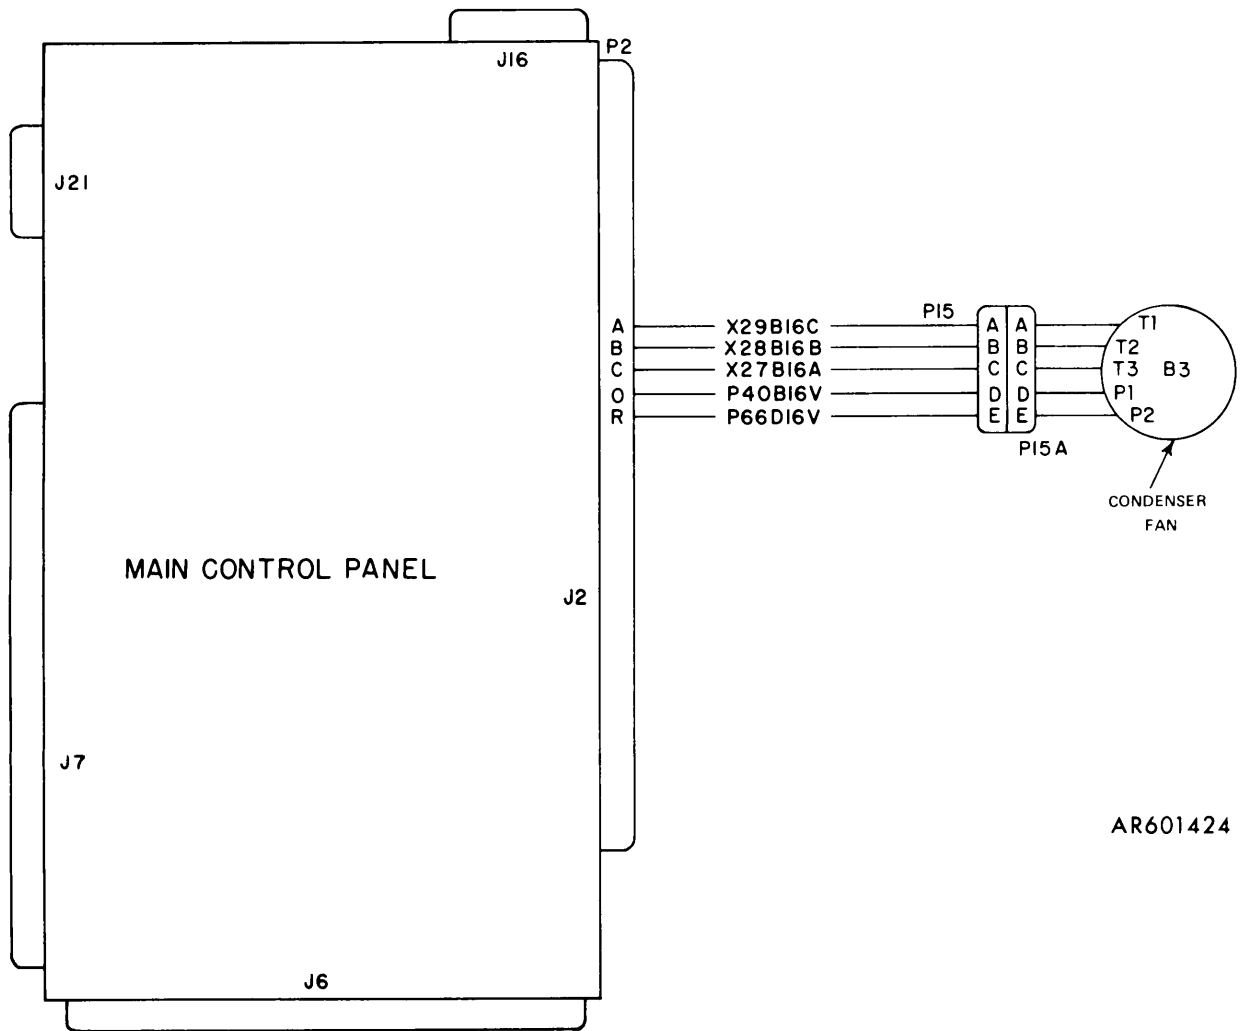 J16
P2
J21
A X29B16C P15 A A T1
B X28B16B B B T2
C X27B16A C C T3 B3
O P40B16V D D P1
R P66D16V E E P2
P15A
CONDENSER
FAN
MAIN CONTROL PANEL
J2
J7
AR601424
J6